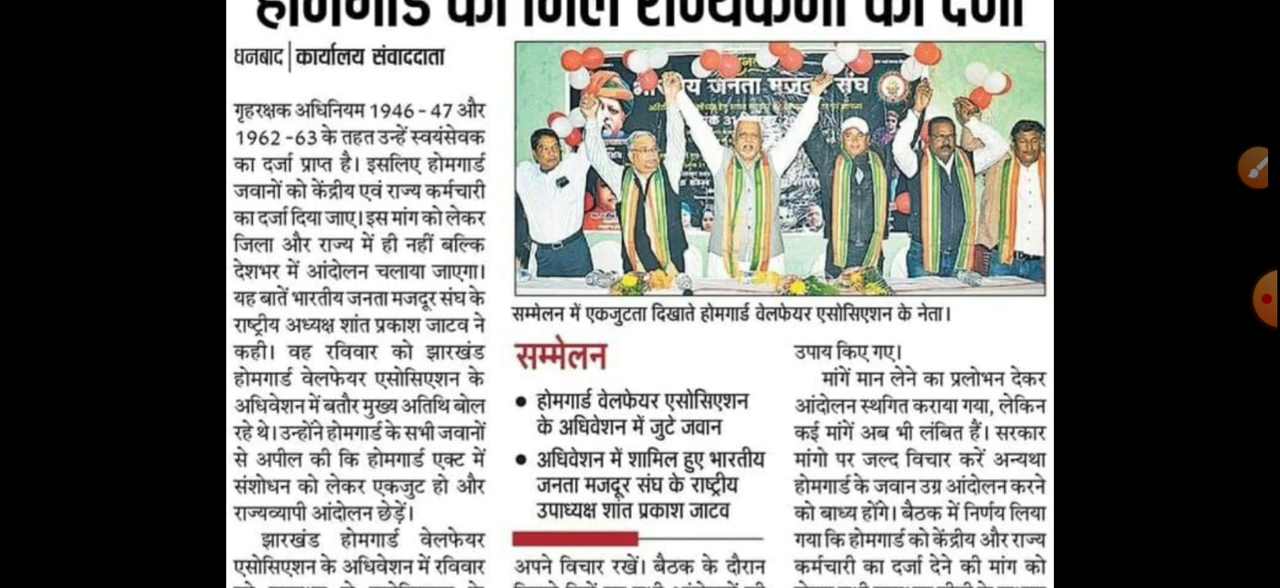 होमगार्ड को मिले राज्यकर्मी का दर्जा
धनबाद | कार्यालय संवाददाता
गृहरक्षक अधिनियम 1946-47 और
1962-63 के तहत उन्हें स्वयंसेवक
का दर्जा प्राप्त है। इसलिए होमगार्ड
जवानों को केंद्रीय एवं राज्य कर्मचारी
का दर्जा दिया जाए। इस मांग को लेकर
जिला और राज्य में ही नहीं बल्कि
देशभर में आंदोलन चलाया जाएगा।
यह बातें भारतीय जनता मजदूर संघ के
राष्ट्रीय अध्यक्ष शांत प्रकाश जाटव ने
कही। वह रविवार को झारखंड
होमगार्ड वेलफेयर एसोसिएशन के
अधिवेशन में बतौर मुख्य अतिथि बोल
रहे थे। उन्होंने होमगार्ड के सभी जवानों
से अपील की कि होमगार्ड एक्ट में
संशोधन को लेकर एकजुट हो और
राज्यव्यापी आंदोलन छेड़ें।
झारखंड होमगार्ड वेलफेयर
एसोसिएशन के अधिवेशन में रविवार
जनता मजदूर संघ
सम्मेलन में एकजुटता दिखाते होमगार्ड वेलफेयर एसोसिएशन के नेता।
सम्मेलन
• होमगार्ड वेलफेयर एसोसिएशन
के अधिवेशन में जुटे जवान
• अधिवेशन में शामिल हुए भारतीय
जनता मजदूर संघ के राष्ट्रीय
उपाध्यक्ष शांत प्रकाश जाटव
अपने विचार रखें। बैठक के दौरान
उपाय किए गए।
मांगें मान लेने का प्रलोभन देकर
आंदोलन स्थगित कराया गया, लेकिन
कई मांगें अब भी लंबित हैं। सरकार
मांगो पर जल्द विचार करें अन्यथा
होमगार्ड के जवान उग्र आंदोलन करने
को बाध्य होंगे। बैठक में निर्णय लिया
गया कि होमगार्ड को केंद्रीय और राज्य
कर्मचारी का दर्जा देने की मांग को